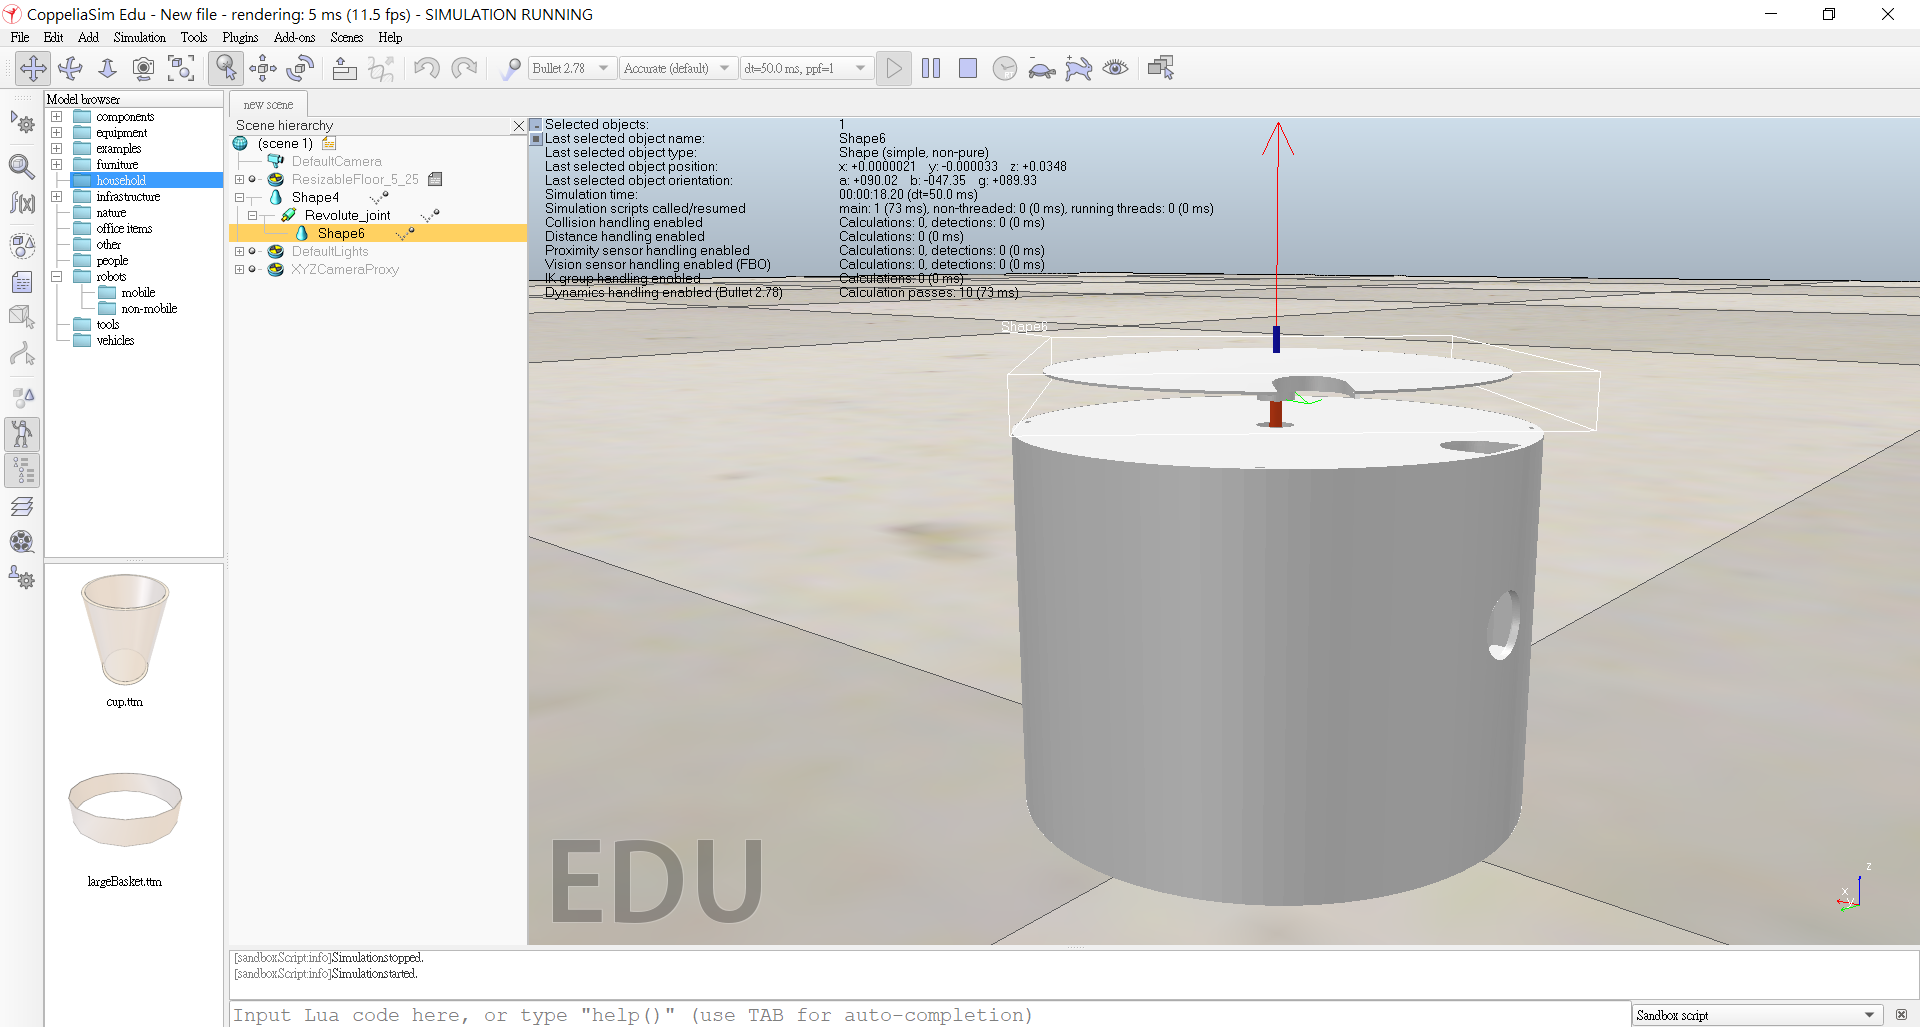 CoppeliaSim Edu - New file - rendering: 5 ms (11.5 fps) - SIMULATION RUNNING
File Edit Add Simulation Tools Plugins Add-ons Scenes Help
Bullet 2.78 Accurate (default) dt=50.0 ms, ppf=1
Model browser
components
equipment
examples
furniture
household
infrastructure
nature
office items
other
people
robots
mobile
non-mobile
tools
vehicles
cup.ttm
largeBasket.ttm
new scene
Scene hierarchy
(scene 1)
DefaultCamera
ResizableFloor_5_25
Shape4
Revolute_joint
Shape6
DefaultLights
XYZCameraProxy
Selected objects: 1
Last selected object name: Shape6
Last selected object type: Shape (simple, non-pure)
Last selected object position: x: +0.0000021 y: -0.000033 z: +0.0348
Last selected object orientation: a: +090.02 b: -047.35 g: +089.93
Simulation time: 00:00:18.20 (dt=50.0 ms)
Simulation scripts called/resumed main: 1 (73 ms), non-threaded: 0 (0 ms), running threads: 0 (0 ms)
Collision handling enabled Calculations: 0, detections: 0 (0 ms)
Distance handling enabled Calculations: 0 (0 ms)
Proximity sensor handling enabled Calculations: 0, detections: 0 (0 ms)
Vision sensor handling enabled (FBO) Calculations: 0, detections: 0 (0 ms)
IK group handling enabled Calculations: 0 (0 ms)
Dynamics handling enabled (Bullet 2.78) Calculation passes: 10 (73 ms)
Shape6
EDU
z
x
y
[sandboxScript:info]Simulationstopped.
[sandboxScript:info]Simulationstarted.
Input Lua code here, or type "help()" (use TAB for auto-completion)
Sandbox script